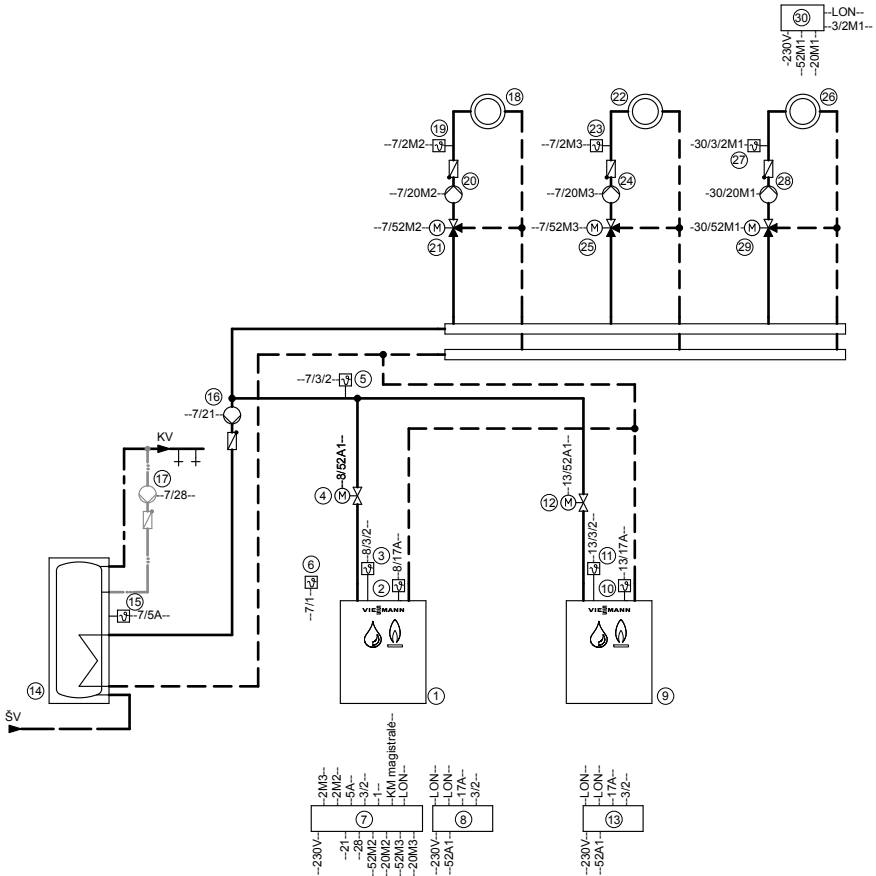 30
--LON--
--3/2M1--
-230V-
--52M1--
--20M1--
18
22
26
19
--7/2M2--
23
--7/2M3--
-30/3/2M1-
27
20
--7/20M2--
24
--7/20M3--
28
-30/20M1-
--7/52M2--
M
21
--7/52M3--
M
25
-30/52M1-
M
29
--7/3/2--
5
16
--7/21--
KV
17
--7/28--
--8/52A1--
4
M
--13/52A1--
12
M
6
--7/1--
--8/3/2--
3
2
--8/17A--
--13/3/2--
11
10
--13/17A--
15
--7/5A--
VIESSMANN
VIESSMANN
14
1
9
ŠV
--2M3--
--2M2--
--5A--
--3/2--
--1--
--KM magistralė--
--LON--
7
--230V--
--21--
--28--
--52M2--
--20M2--
--52M3--
--20M3--
--LON--
--LON--
--17A--
--3/2--
8
--230V--
--52A1--
--LON--
--LON--
--17A--
--3/2--
13
--230V--
--52A1--